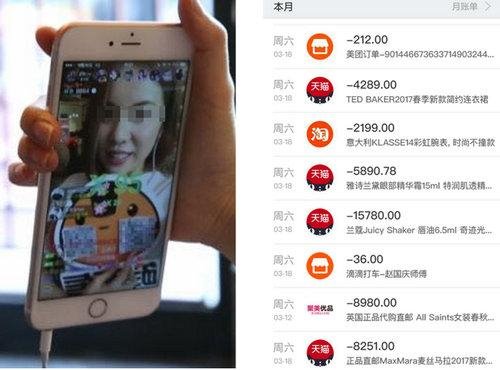 本月 月账单
周六 -212.00
03-18 美团订单-90144667363371490324​4...
周六 天猫 -4289.00
03-18 TED BAKER2017春季新款简约连衣裙
周六 淘 -2199.00
03-18 意大利KLASSE14彩虹腕表, 时尚不撞款
周六 天猫 -5890.78
03-18 雅诗兰黛眼部精华霜15ml 特润肌透精...
周六 天猫 -15780.00
03-18 兰蔻Juicy Shaker 唇油6.5ml 奇迹光...
周六 -36.00
03-18 滴滴打车-赵国庆师傅
周六 聚美优品 -8980.00
03-12 英国正品代购直邮 All Saints女装春秋...
周六 天猫 -8251.00
03-18 正品直邮MaxMara麦丝马拉2017新款...